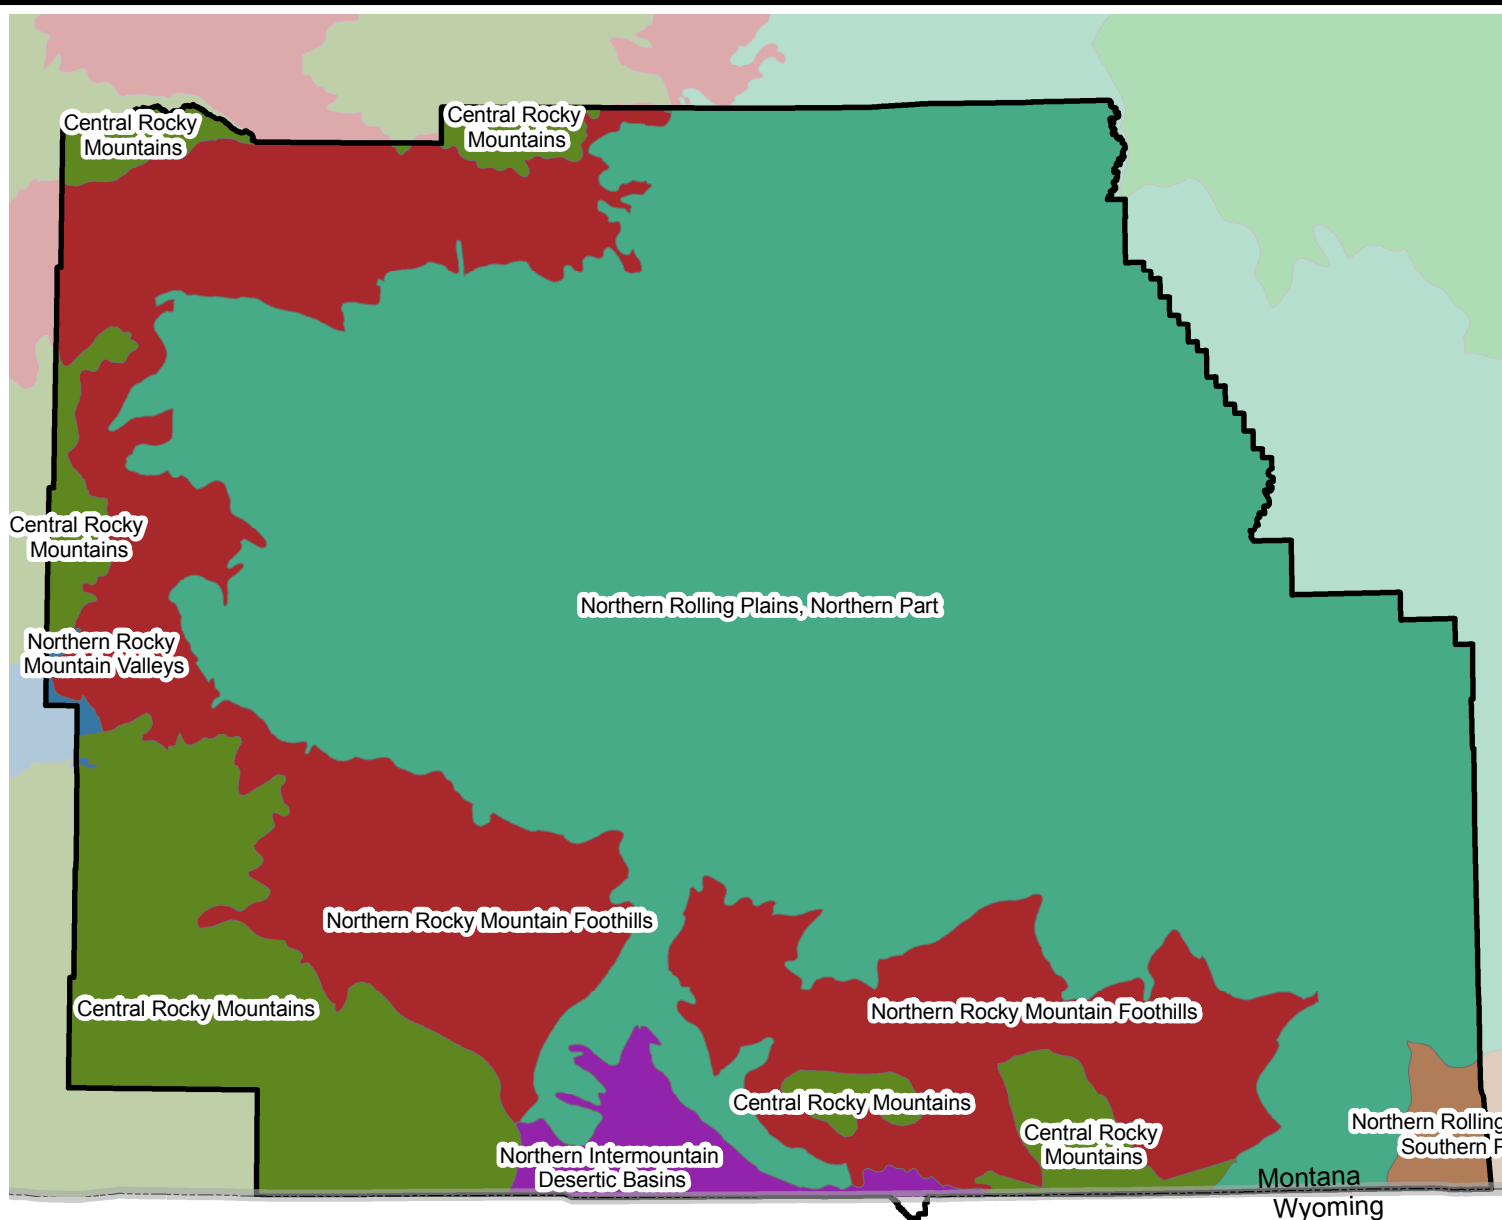 Central Rocky
Mountains
Central Rocky
Mountains
Central Rocky
Mountains
Northern Rolling Plains, Northern Part
Northern Rocky
Mountain Valleys
Northern Rocky Mountain Foothills
Central Rocky Mountains
Northern Rocky Mountain Foothills
Central Rocky Mountains
Northern Rolling
Southern
Central Rocky
Mountains
Northern Intermountain
Desertic Basins
Montana
Wyoming